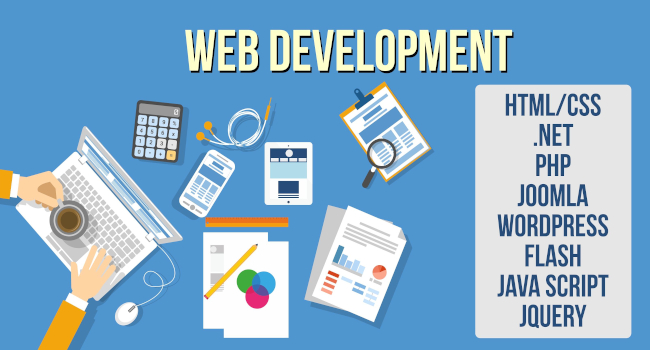 WEB DEVELOPMENT
HTML/CSS
.NET
PHP
JOOMLA
WORDPRESS
FLASH
JAVA SCRIPT
JQUERY